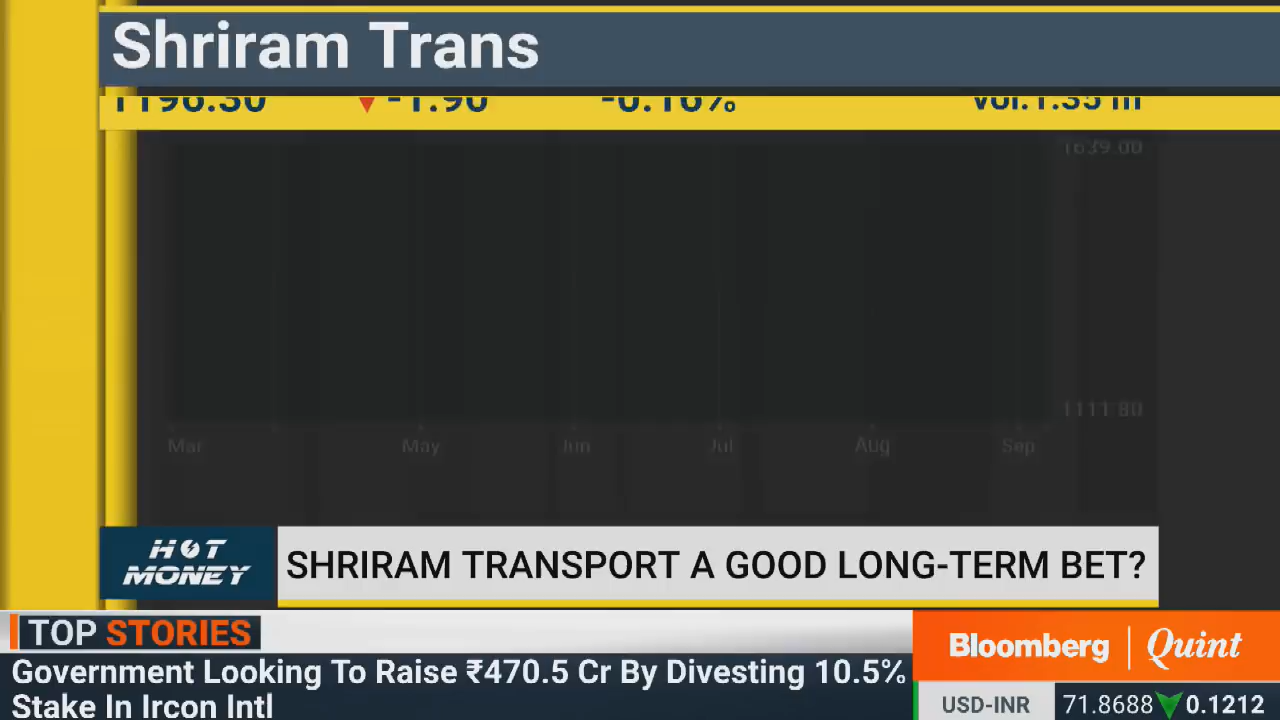 Shriram Trans
1196.30 ▼ -1.90 -0.16% Vol.1.35 m
1639.00
1111.80
Mar May Jun Jul Aug Sep
HOT MONEY
SHRIRAM TRANSPORT A GOOD LONG-TERM BET?
TOP STORIES
Government Looking To Raise ₹470.5 Cr By Divesting 10.5%
Stake In Ircon Intl
Bloomberg | Quint
USD-INR 71.8688 ▼ 0.1212